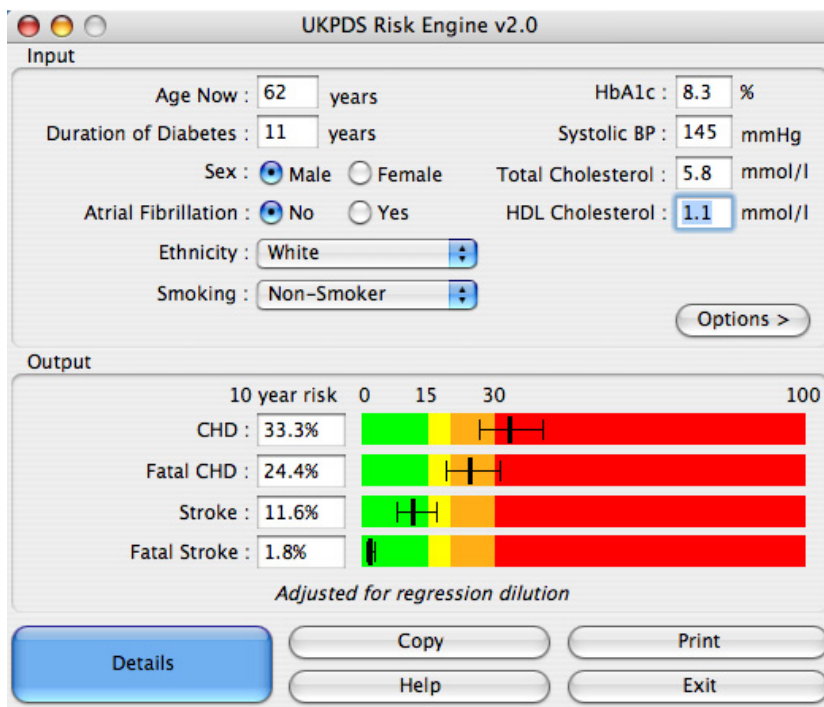 UKPDS Risk Engine v2.0
Input
Age Now : 62 years HbA1c : 8.3 %
Duration of Diabetes : 11 years Systolic BP : 145 mmHg
Sex : Male Female Total Cholesterol : 5.8 mmol/l
Atrial Fibrillation : No Yes HDL Cholesterol : 1.1 mmol/l
Ethnicity : White
Smoking : Non-Smoker
Options >
Output
10 year risk 0 15 30 100
CHD : 33.3%
Fatal CHD : 24.4%
Stroke : 11.6%
Fatal Stroke : 1.8%
Adjusted for regression dilution
Details Copy Print
Help Exit